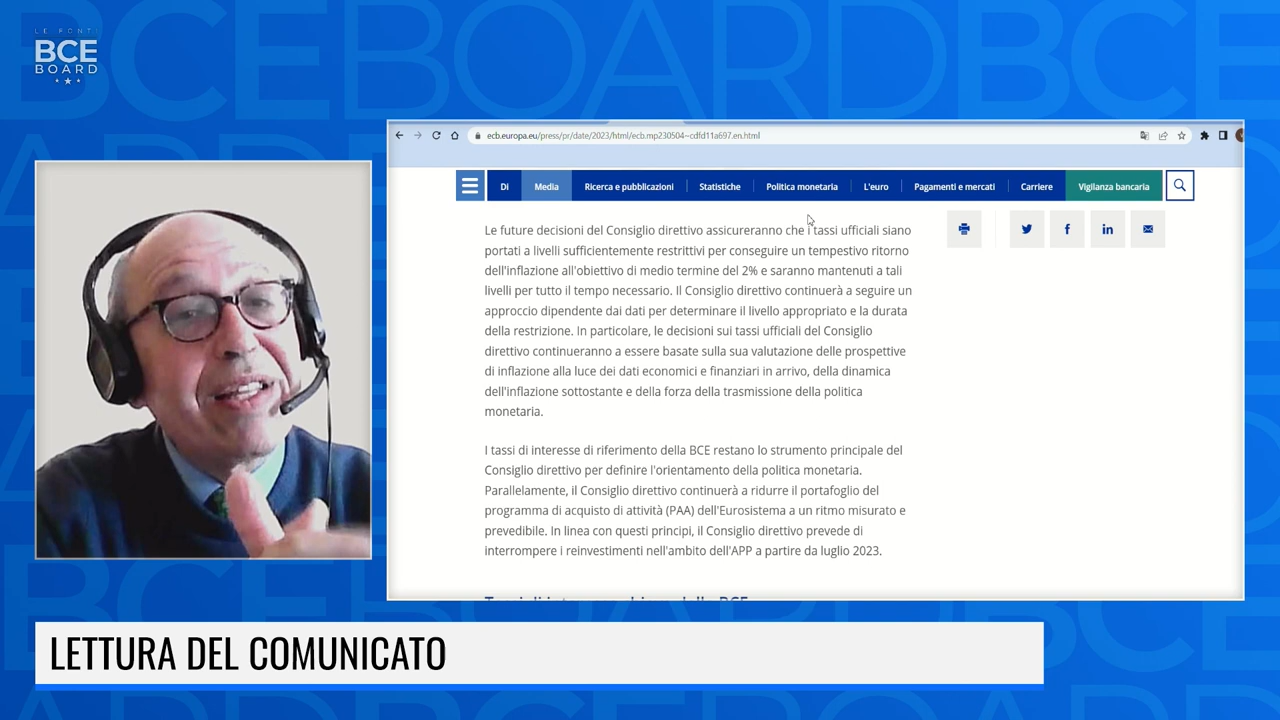 LE FONTI
BCE
BOARD
ecb.europa.eu/press/pr/date/2023/html/ecb.mp230504~cdfd11a697.en.html
Di Media Ricerca e pubblicazioni Statistiche Politica monetaria L'euro Pagamenti e mercati Carriere Vigilanza bancaria
Le future decisioni del Consiglio direttivo assicureranno che i tassi ufficiali siano
portati a livelli sufficientemente restrittivi per conseguire un tempestivo ritorno
dell'inflazione all'obiettivo di medio termine del 2% e saranno mantenuti a tali
livelli per tutto il tempo necessario. Il Consiglio direttivo continuerà a seguire un
approccio dipendente dai dati per determinare il livello appropriato e la durata
della restrizione. In particolare, le decisioni sui tassi ufficiali del Consiglio
direttivo continueranno a essere basate sulla sua valutazione delle prospettive
di inflazione alla luce dei dati economici e finanziari in arrivo, della dinamica
dell'inflazione sottostante e della forza della trasmissione della politica
monetaria.
I tassi di interesse di riferimento della BCE restano lo strumento principale del
Consiglio direttivo per definire l'orientamento della politica monetaria.
Parallelamente, il Consiglio direttivo continuerà a ridurre il portafoglio del
programma di acquisto di attività (PAA) dell'Eurosistema a un ritmo misurato e
prevedibile. In linea con questi principi, il Consiglio direttivo prevede di
interrompere i reinvestimenti nell'ambito dell'APP a partire da luglio 2023.
LETTURA DEL COMUNICATO